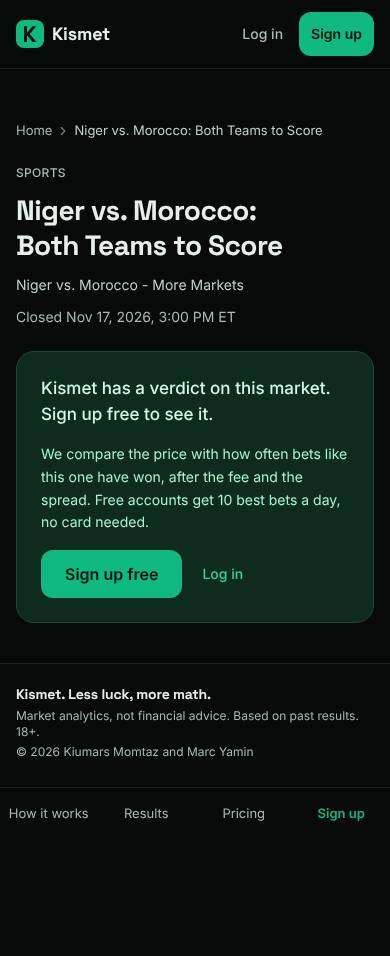 Kismet
Log in
Sign up
Home > Niger vs. Morocco: Both Teams to Score
SPORTS
Niger vs. Morocco:
Both Teams to Score
Niger vs. Morocco - More Markets
Closed Nov 17, 2026, 3:00 PM ET
Kismet has a verdict on this market.
Sign up free to see it.
We compare the price with how often bets like
this one have won, after the fee and the
spread. Free accounts get 10 best bets a day,
no card needed.
Sign up free
Log in
Kismet. Less luck, more math.
Market analytics, not financial advice. Based on past results.
18+.
© 2026 Kiumars Momtaz and Marc Yamin
How it works
Results
Pricing
Sign up